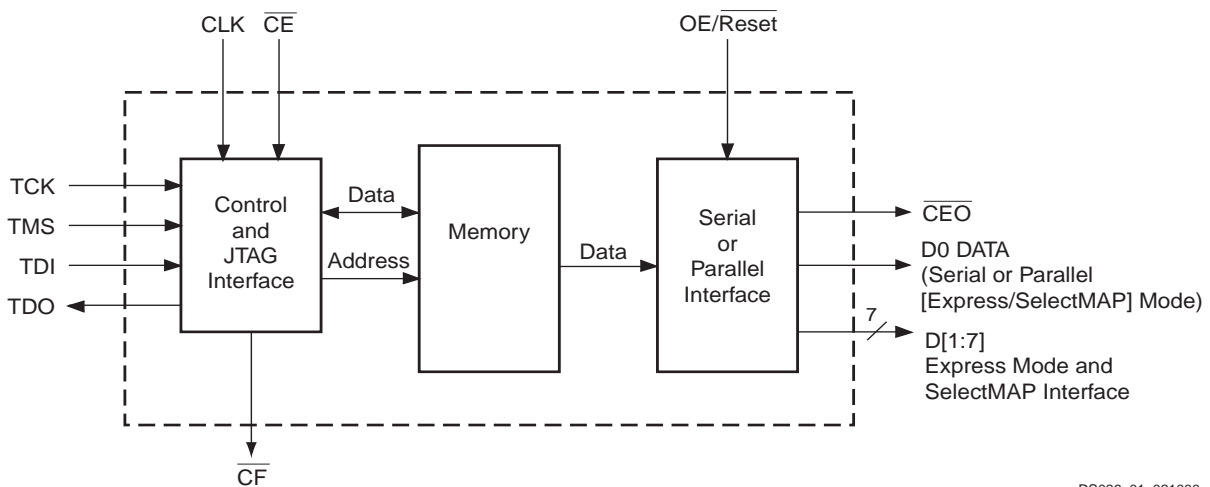 CLK CE OE/Reset
TCK
TMS
TDI
TDO
Control
and
JTAG
Interface
Data
Address
Memory
Data
Serial
or
Parallel
Interface
CEO
D0 DATA
(Serial or Parallel
[Express/SelectMAP] Mode)
7
D[1:7]
Express Mode and
SelectMAP Interface
CF